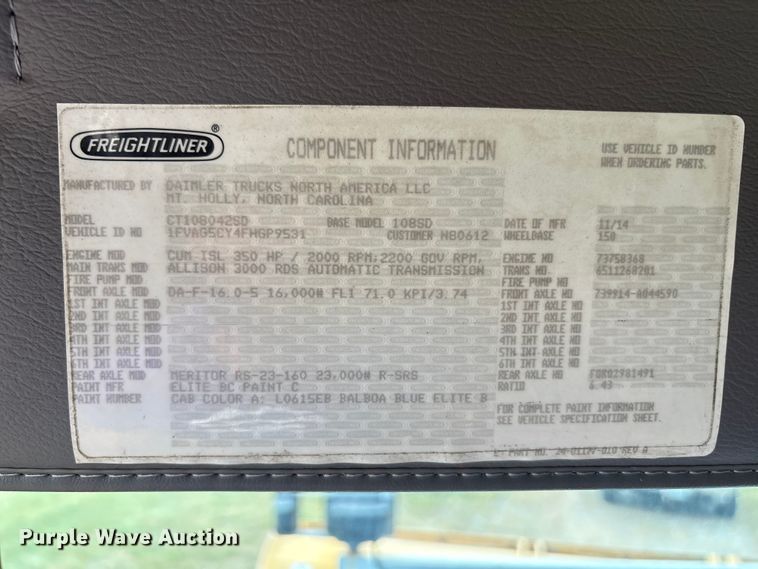 FREIGHTLINER ®
COMPONENT INFORMATION
USE VEHICLE ID NUMBER
WHEN ORDERING PARTS.
MANUFACTURED BY DAIMLER TRUCKS NORTH AMERICA LLC
MT. HOLLY, NORTH CAROLINA
MODEL CT108042SD BASE MODEL 108SD DATE OF MFR 11/14
VEHICLE ID NO 1FVAG5CY4FHGP9531 CUSTOMER N80612 WHEELBASE 150
ENGINE MOD CUM ISL 350 HP / 2000 RPM;2200 GOV RPM, ENGINE NO 73758368
MAIN TRANS MOD ALLISON 3000 RDS AUTOMATIC TRANSMISSION TRANS NO 6511268201
FIRE PUMP MOD FIRE PUMP NO
FRONT AXLE MOD DA-F-16.0-5 16,000# FL1 71.0 KPI/3.74 FRONT AXLE NO 739914-A044590
1ST INT AXLE MOD 1ST INT AXLE NO
2ND INT AXLE MOD 2ND INT AXLE NO
3RD INT AXLE MOD 3RD INT AXLE NO
4TH INT AXLE MOD 4TH INT AXLE NO
5TH INT AXLE MOD 5TH INT AXLE NO
6TH INT AXLE MOD 6TH INT AXLE NO
REAR AXLE MOD MERITOR RS-23-160 23,000# R-SRS REAR AXLE NO FOR02981491
PAINT MFR ELITE BC PAINT C RATIO 6.43
PAINT NUMBER CAB COLOR A: L0615EB BALBOA BLUE ELITE B
FOR COMPLETE PAINT INFORMATION
SEE VEHICLE SPECIFICATION SHEET.
PART NO. 24-01177-010 REV A
Purple Wave Auction